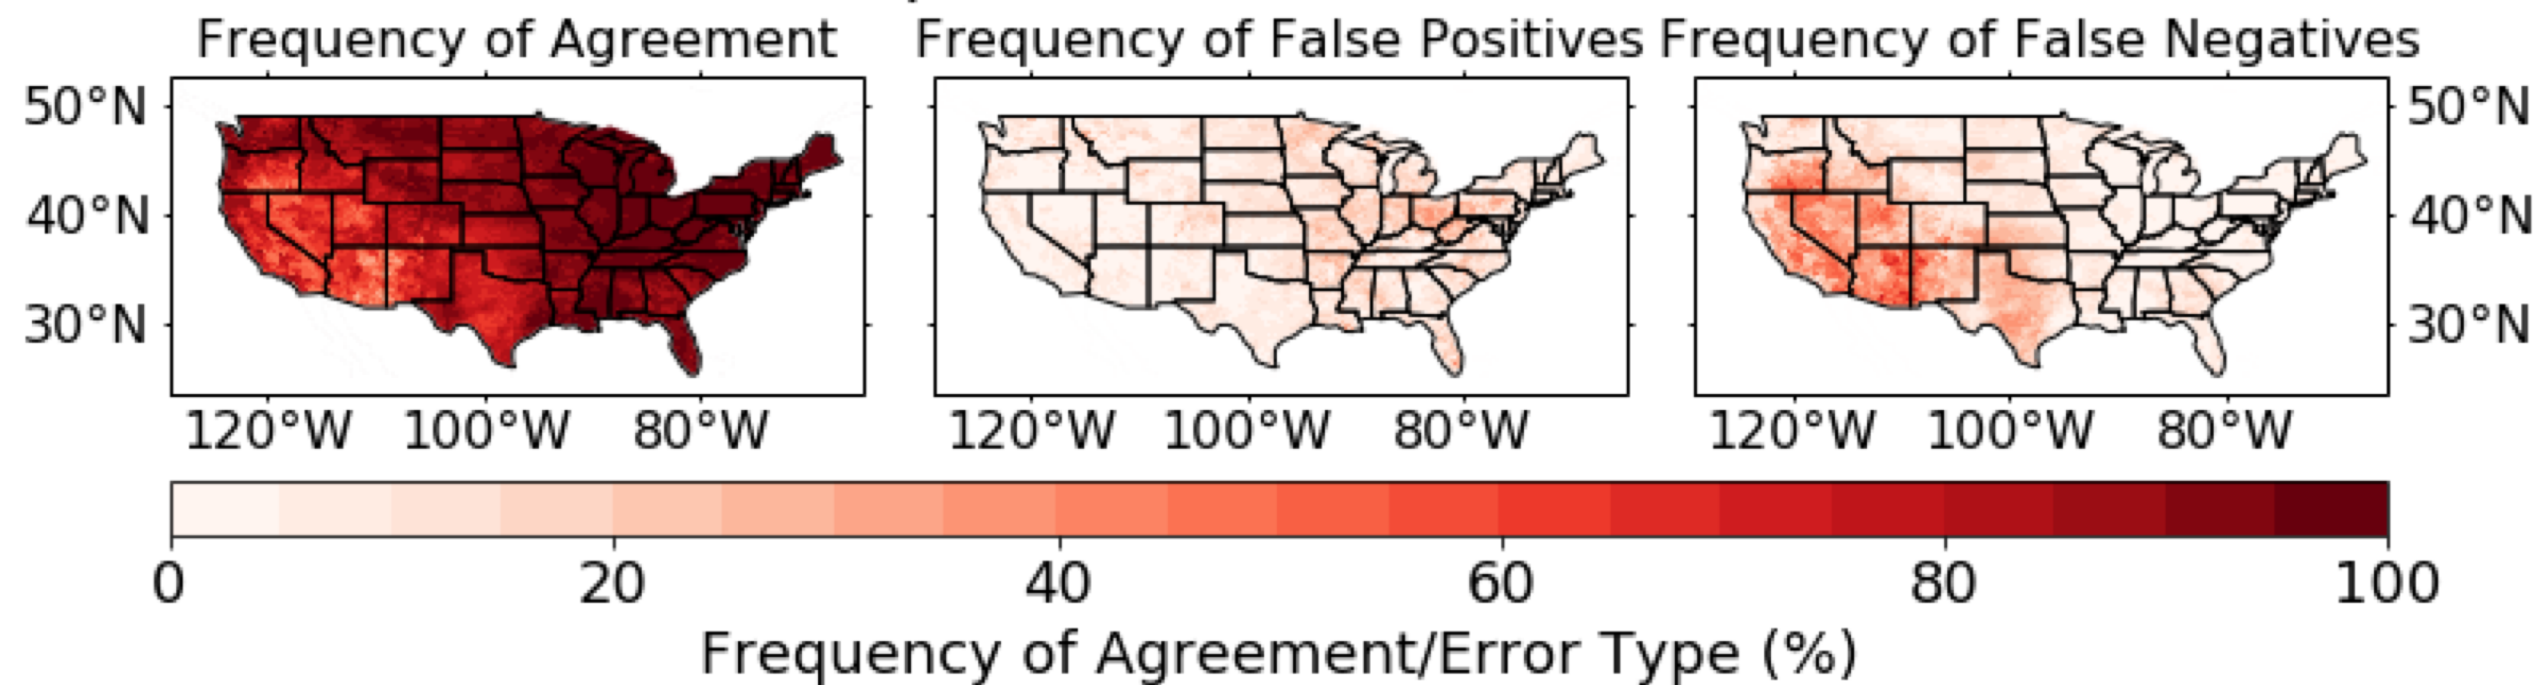 Frequency of Agreement
Frequency of False Positives
Frequency of False Negatives
50°N
40°N
30°N
120°W 100°W 80°W
120°W 100°W 80°W
120°W 100°W 80°W
50°N
40°N
30°N
0 20 40 60 80 100
Frequency of Agreement/Error Type (%)